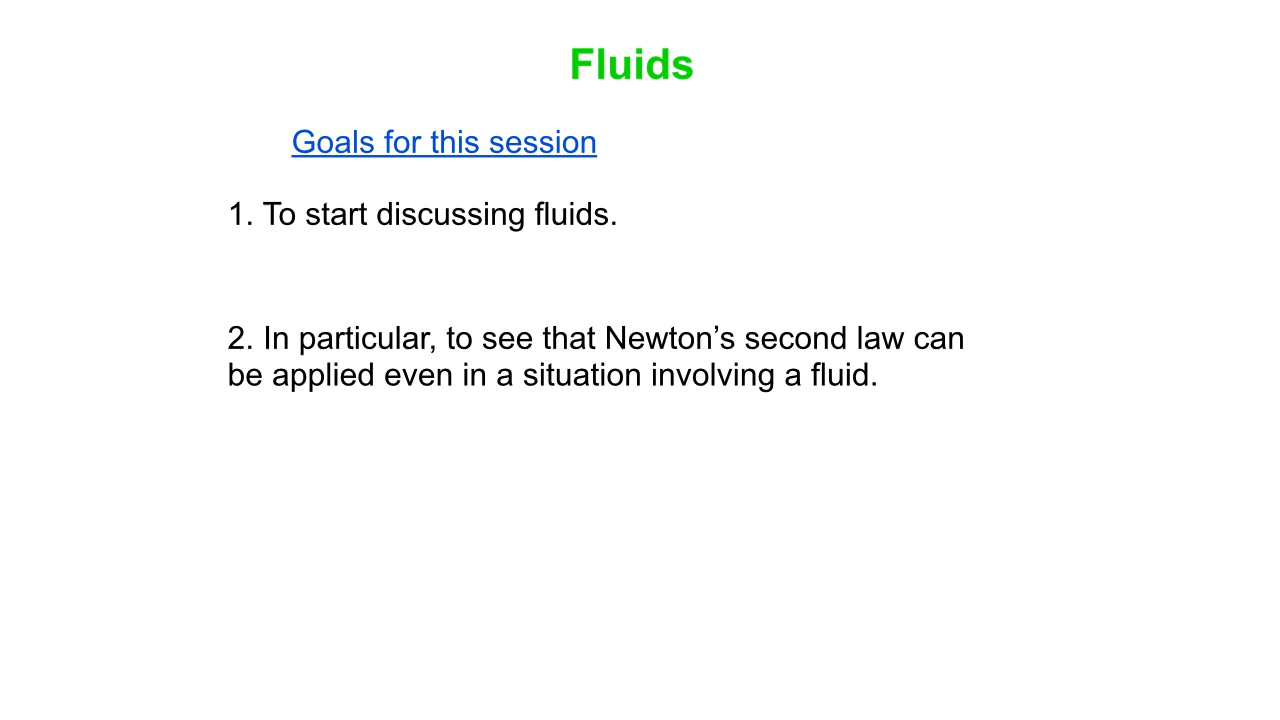 Fluids
Goals for this session
1. To start discussing fluids.
2. In particular, to see that Newton’s second law can
be applied even in a situation involving a fluid.